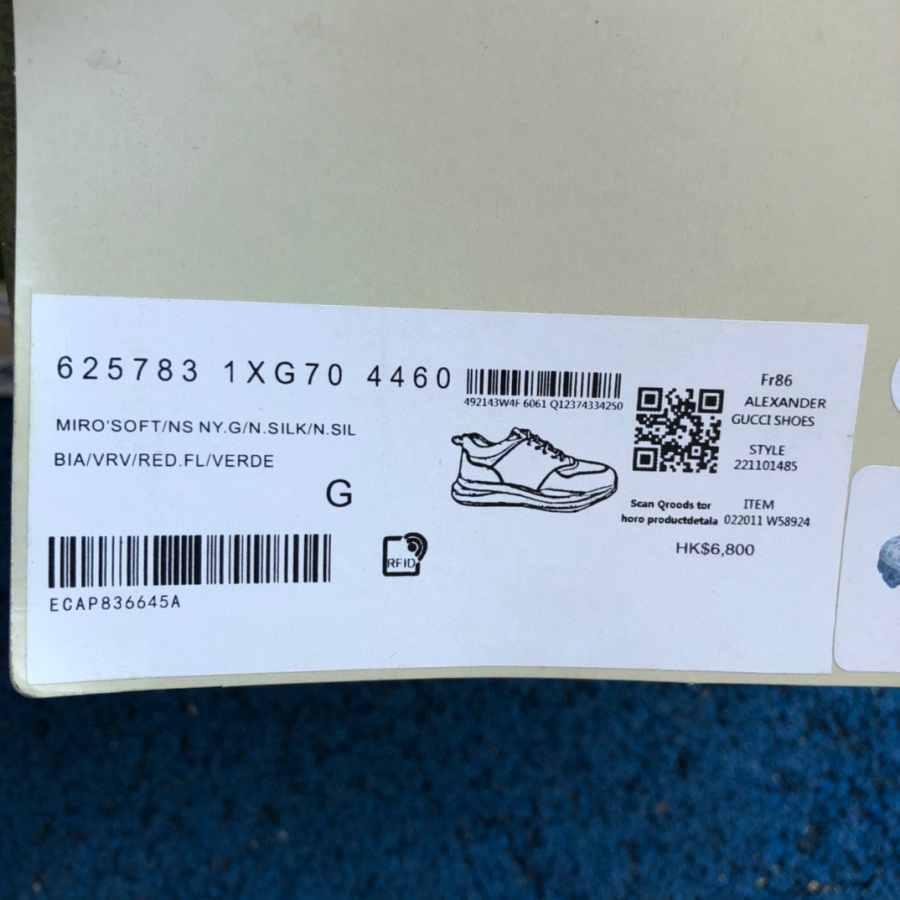 625783 1XG70 4460
492143W4F 6061 Q12374334250
MIRO'SOFT/NS NY.G/N.SILK/N.SIL
BIA/VRV/RED.FL/VERDE
G
ECAP836645A
RFID
Scan Qroods tor
horo productdetala
Fr86
ALEXANDER
GUCCI SHOES
STYLE
221101485
ITEM
022011 W58924
HK$6,800